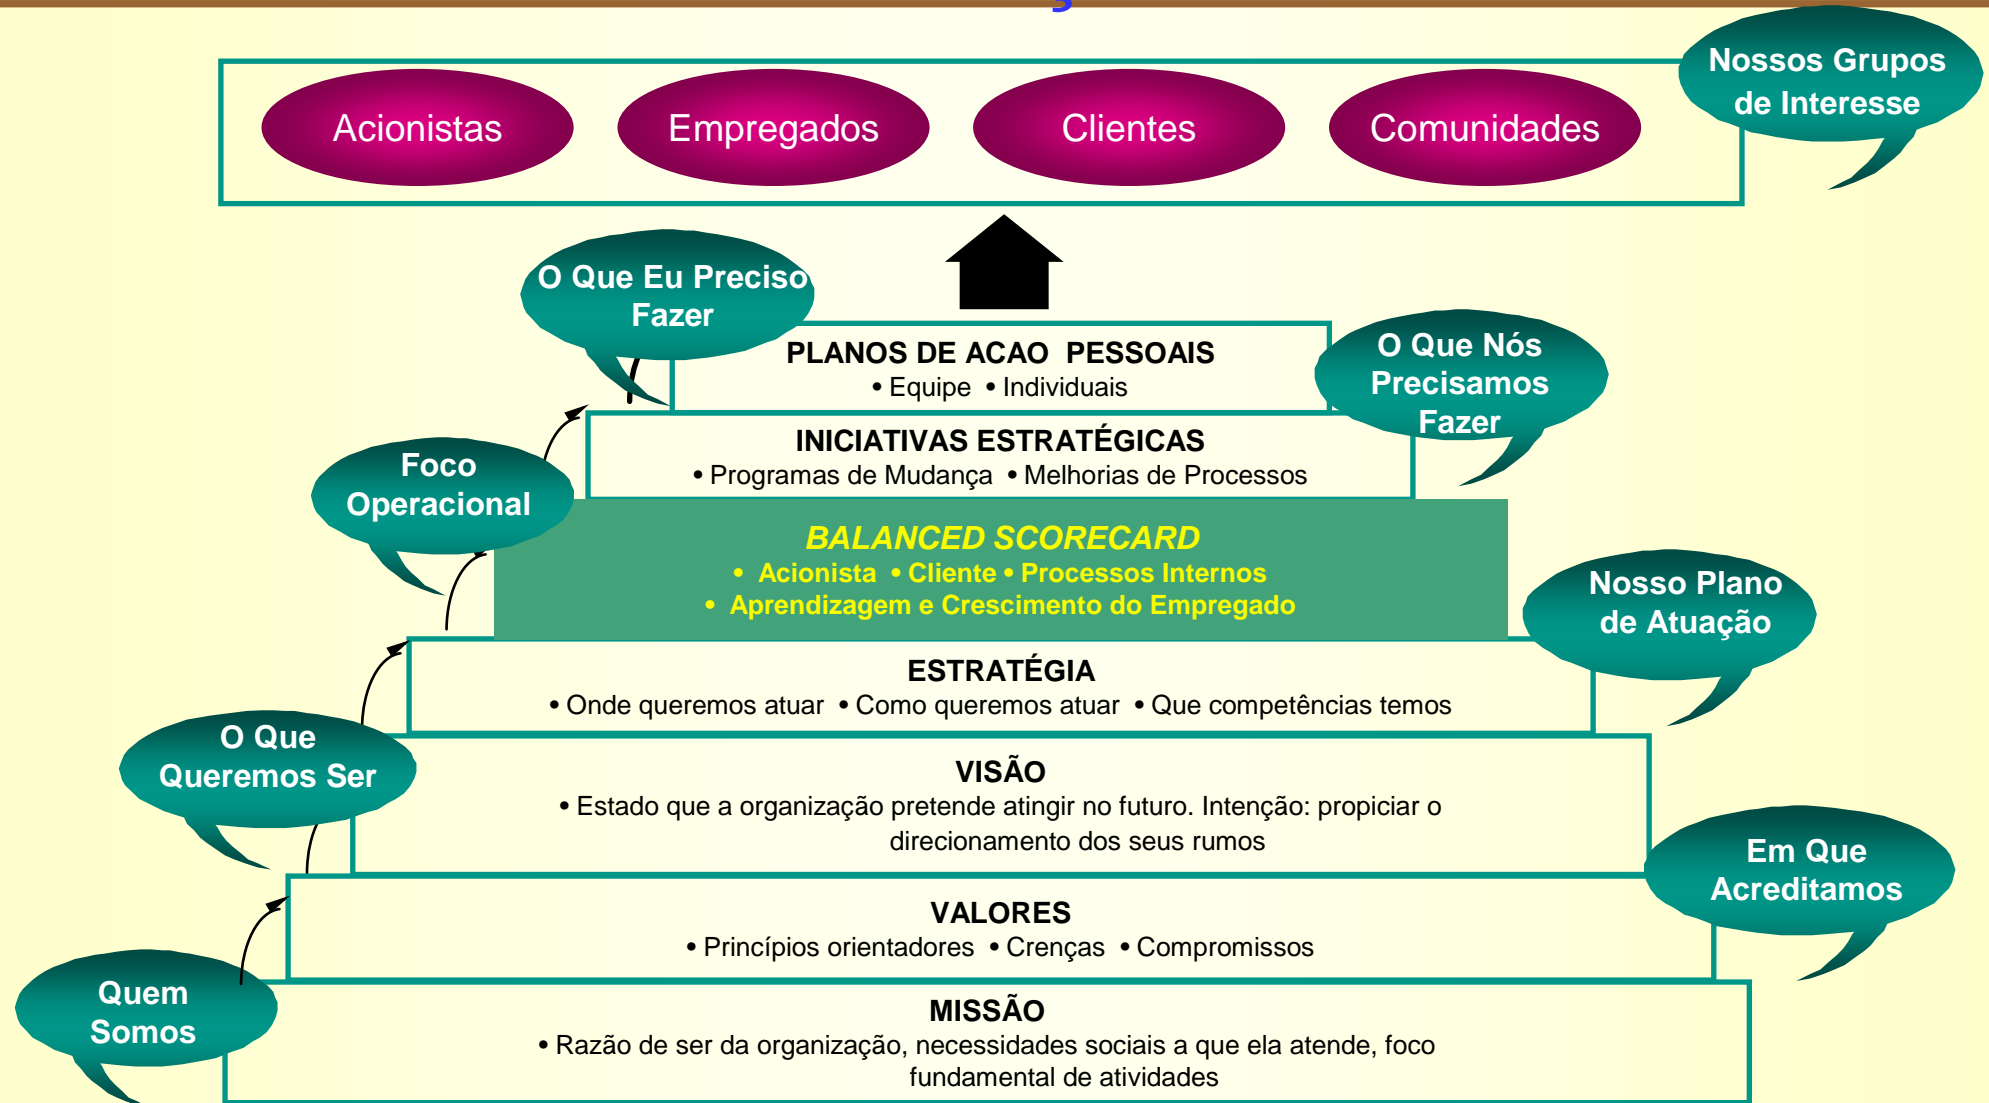 Nossos Grupos
de Interesse
Acionistas
Empregados
Clientes
Comunidades
O Que Eu Preciso
Fazer
PLANOS DE ACAO  PESSOAIS
• Equipe • Individuais
O Que Nós
Precisamos
Fazer
INICIATIVAS ESTRATÉGICAS
• Programas de Mudança • Melhorias de Processos
Foco
Operacional
BALANCED SCORECARD
• Acionista • Cliente • Processos Internos
• Aprendizagem e Crescimento do Empregado
Nosso Plano
de Atuação
ESTRATÉGIA
• Onde queremos atuar • Como queremos atuar • Que competências temos
O Que
Queremos Ser
VISÃO
• Estado que a organização pretende atingir no futuro. Intenção: propiciar o
direcionamento dos seus rumos
Em Que
Acreditamos
VALORES
• Princípios orientadores • Crenças • Compromissos
Quem
Somos
MISSÃO
• Razão de ser da organização, necessidades sociais a que ela atende, foco
fundamental de atividades